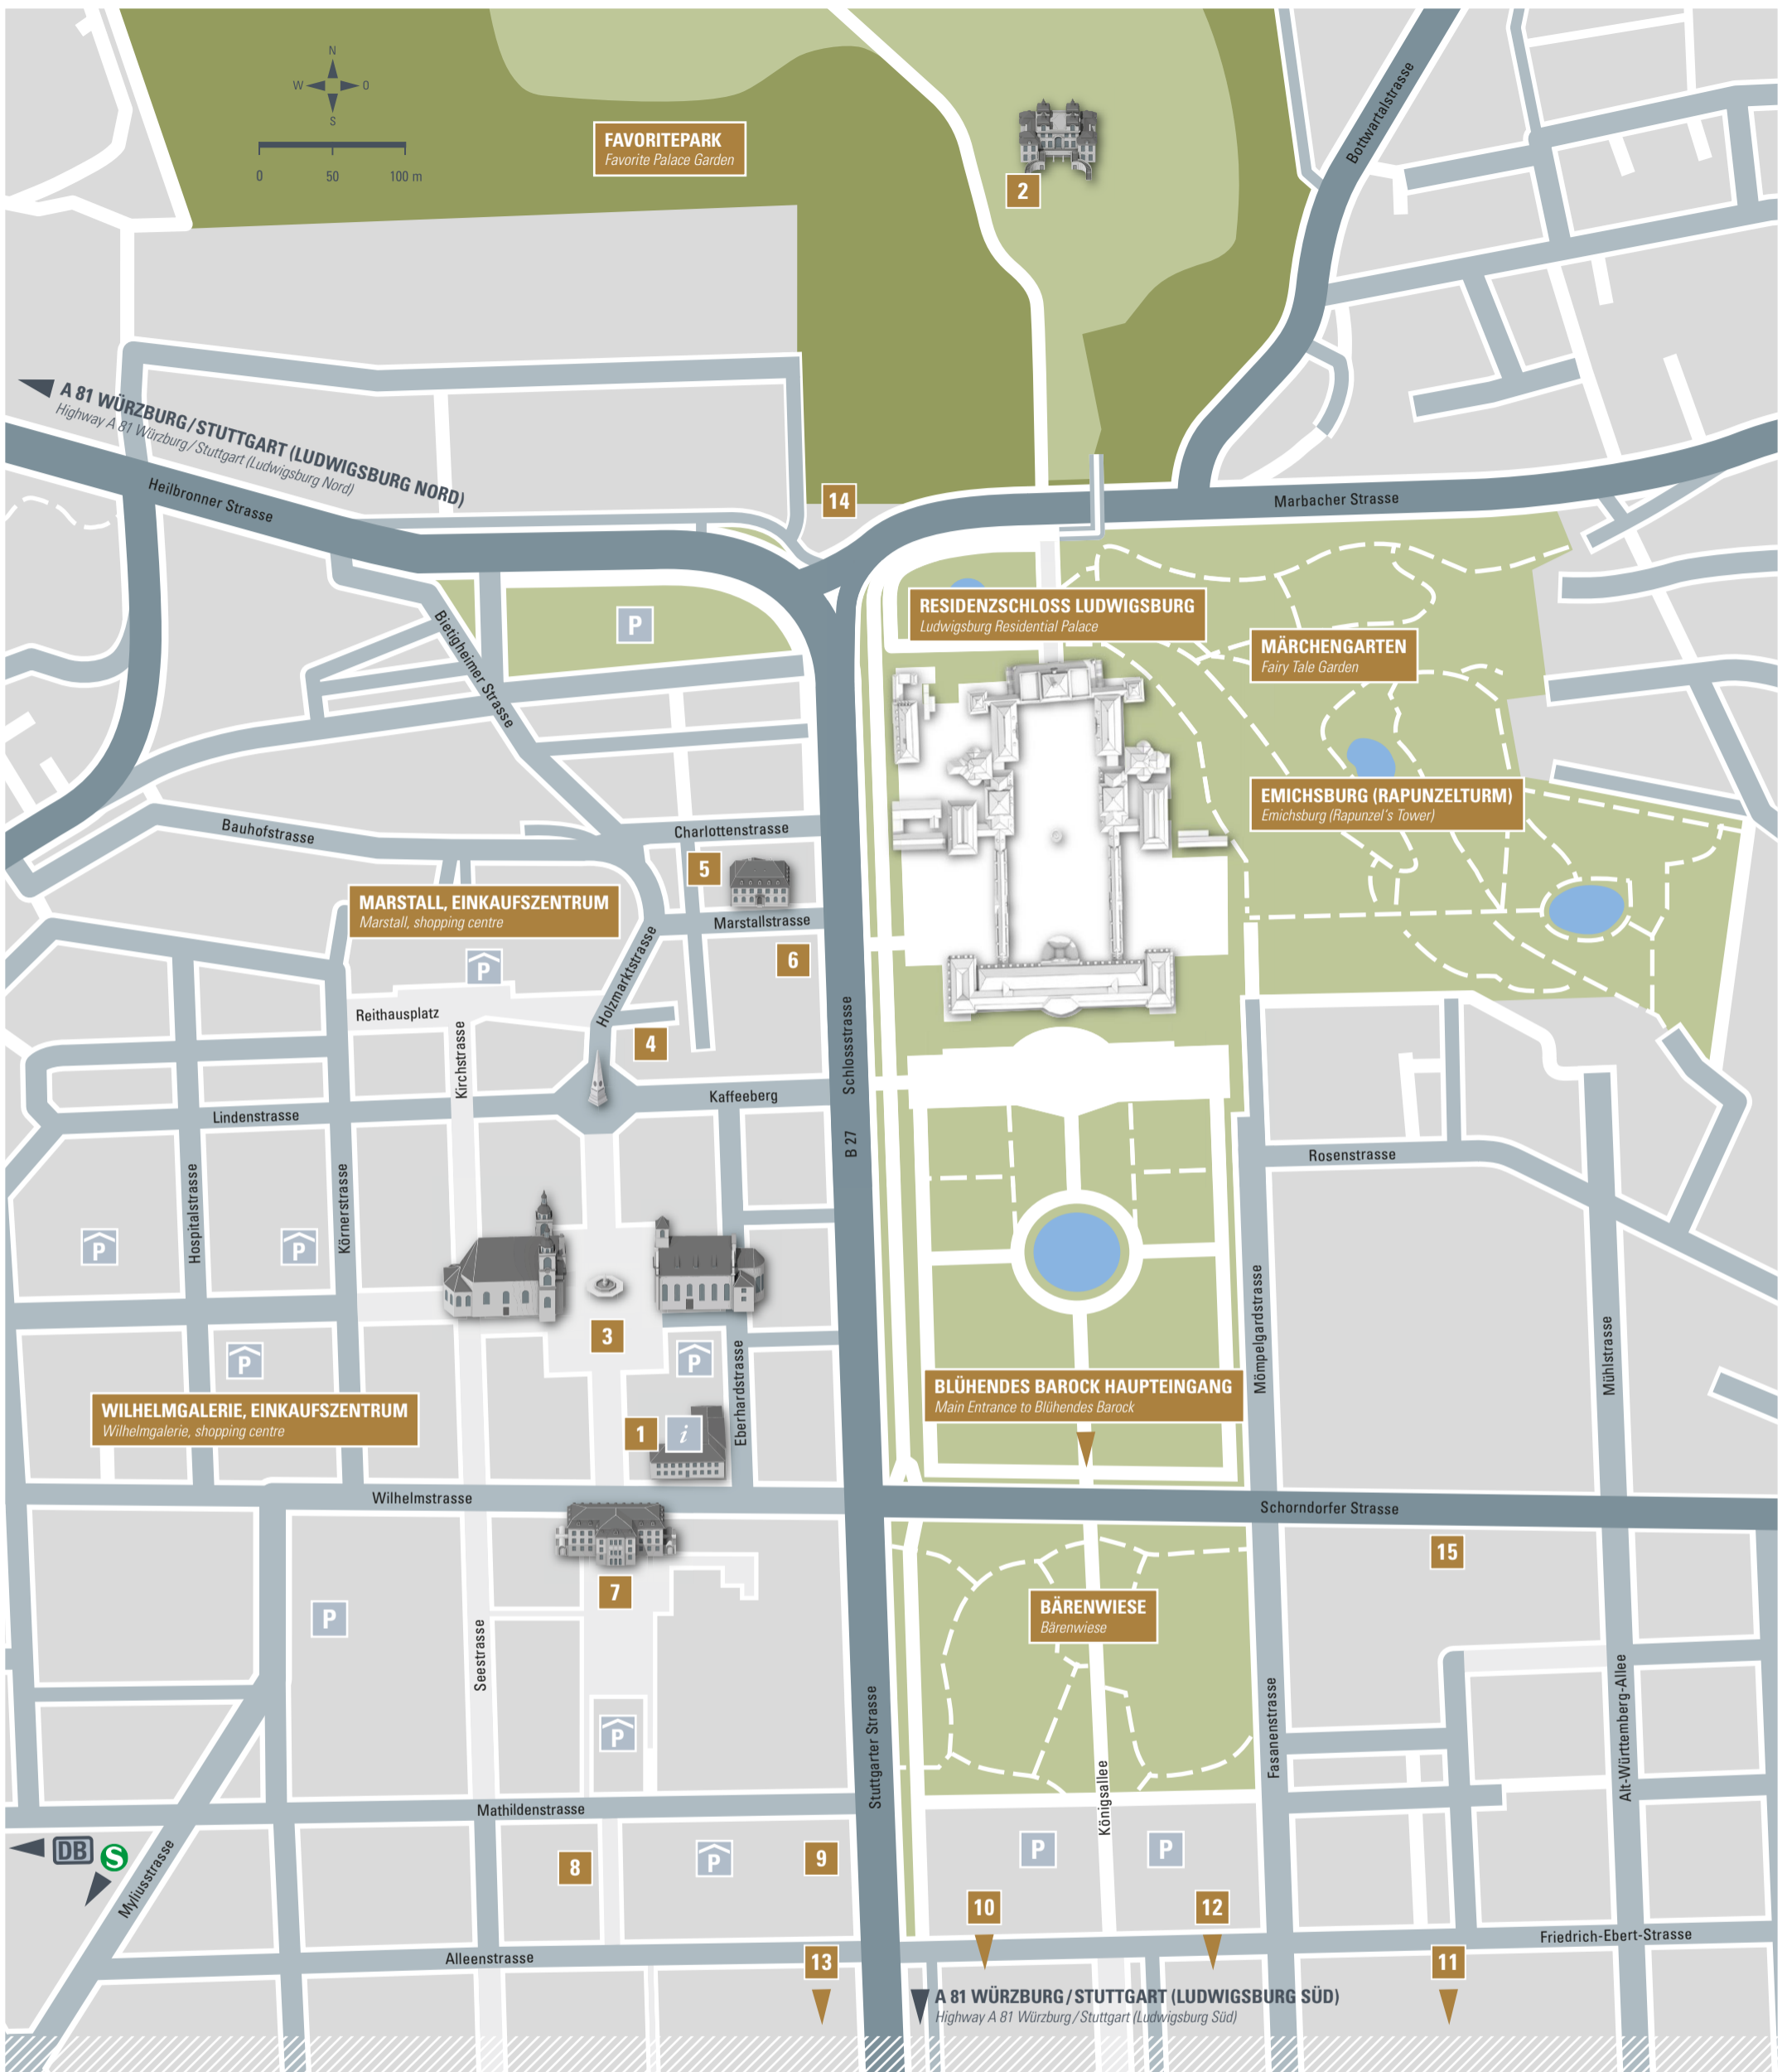 N
W
O
S
0
50
100 m
FAVORITEPARK
Favorite Palace Garden
2
Bottwartalstrasse
A 81 WÜRZBURG/STUTTGART (LUDWIGSBURG NORD)
Highway A 81 Würzburg/Stuttgart (Ludwigsburg Nord)
Heilbronner Strasse
14
Marbacher Strasse
P
RESIDENZSCHLOSS LUDWIGSBURG
Ludwigsburg Residential Palace
MÄRCHENGARTEN
Fairy Tale Garden
Bietigheimer Strasse
EMICHSBURG (RAPUNZELTURM)
Emichsburg (Rapunzel´s Tower)
Bauhofstrasse
Charlottenstrasse
5
MARSTALL, EINKAUFSZENTRUM
Marstall, shopping centre
Marstallstrasse
P
6
Holzmarktstrasse
Reithausplatz
Kirchstrasse
4
Schlossstrasse
Kaffeeberg
Lindenstrasse
B 27
Rosenstrasse
Hospitalstrasse
Körnerstrasse
P
P
3
P
P
Mömpelgardstrasse
Mühlstrasse
Eberhardstrasse
BLÜHENDES BAROCK HAUPTEINGANG
Main Entrance to Blühendes Barock
WILHELMGALERIE, EINKAUFSZENTRUM
Wilhelmgalerie, shopping centre
1
i
Wilhelmstrasse
Schorndorfer Strasse
15
7
BÄRENWIESE
Bärenwiese
P
Seestrasse
P
Stuttgarter Strasse
Fasanenstrasse
Alt-Württemberg-Allee
Königsallee
Mathildenstrasse
DB
S
Myliusstrasse
8
P
9
P
P
10
12
Friedrich-Ebert-Strasse
Alleenstrasse
13
11
A 81 WÜRZBURG/STUTTGART (LUDWIGSBURG SÜD)
Highway A 81 Würzburg/Stuttgart (Ludwigsburg Süd)